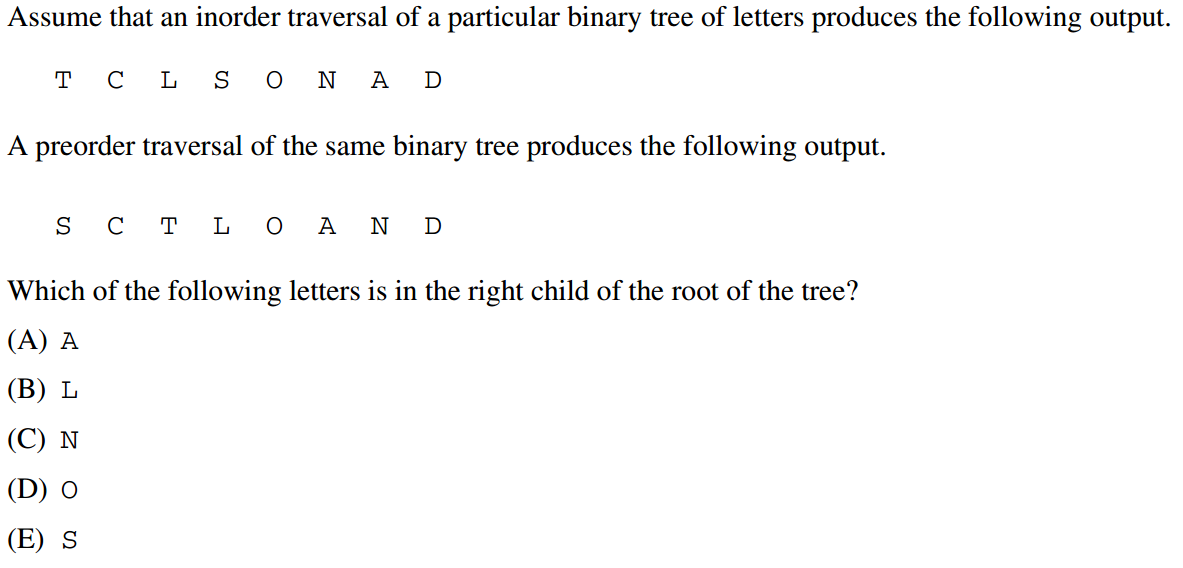 Assume that an inorder traversal of a particular binary tree of letters produces the following output.
T C L S O N A D
A preorder traversal of the same binary tree produces the following output.
S C T L O A N D
Which of the following letters is in the right child of the root of the tree?
(A) A
(B) L
(C) N
(D) O
(E) S